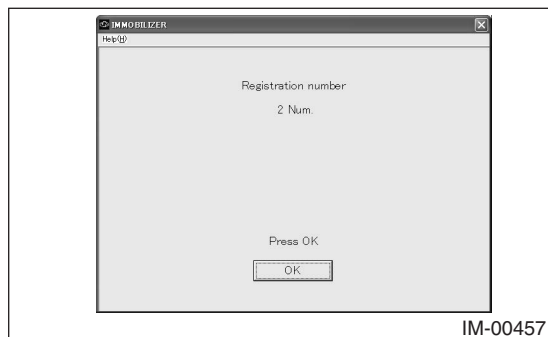 IMMOBILIZER
Help(H)
Registration number
2 Num.
Press OK
OK
IM-00457